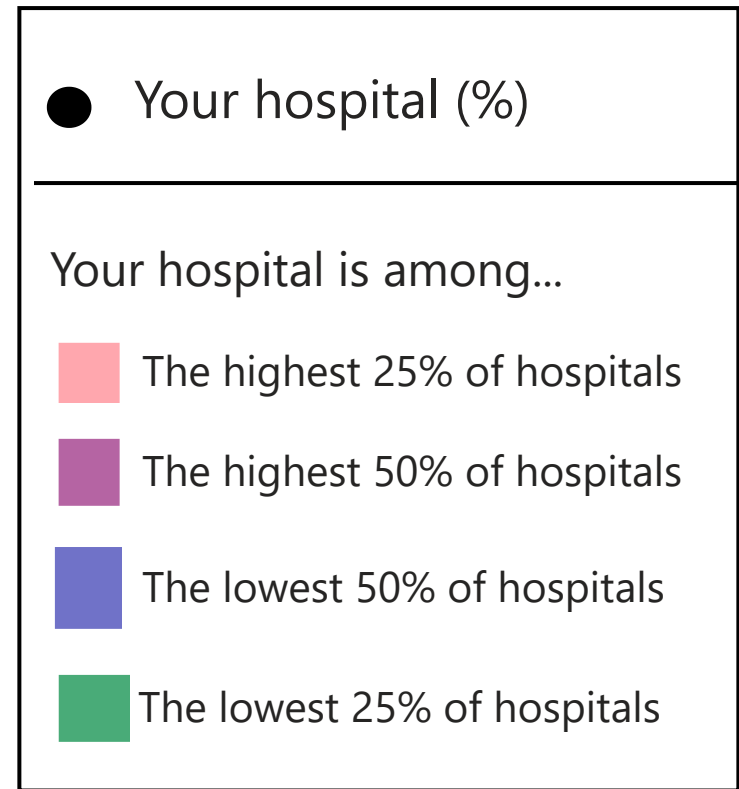 Your hospital (%)
Your hospital is among...
The highest 25% of hospitals
The highest 50% of hospitals
The lowest 50% of hospitals
The lowest 25% of hospitals